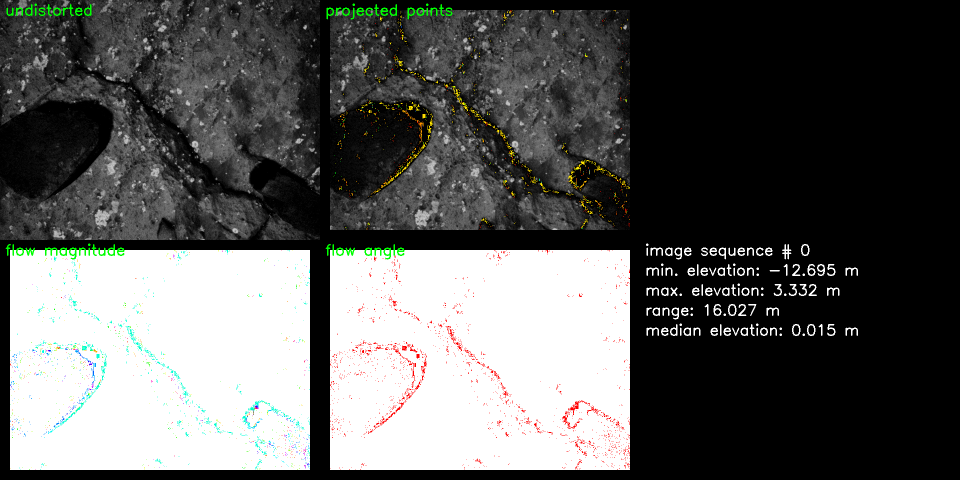 undistorted
projected points
flow magnitude
flow angle
image sequence # 0
min. elevation: -12.695 m
max. elevation: 3.332 m
range: 16.027 m
median elevation: 0.015 m